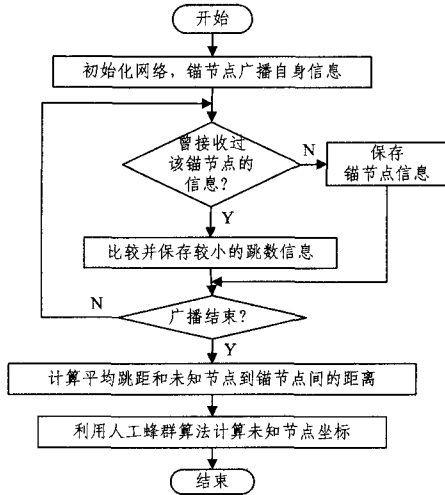 开始
初始化网络，锚节点广播自身信息
曾接收过
该锚节点的
信息？
N
保存
锚节点信息
Y
比较并保存较小的跳数信息
N
广播结束？
Y
计算平均跳距和未知节点到锚节点间的距离
利用人工蜂群算法计算未知节点坐标
结束